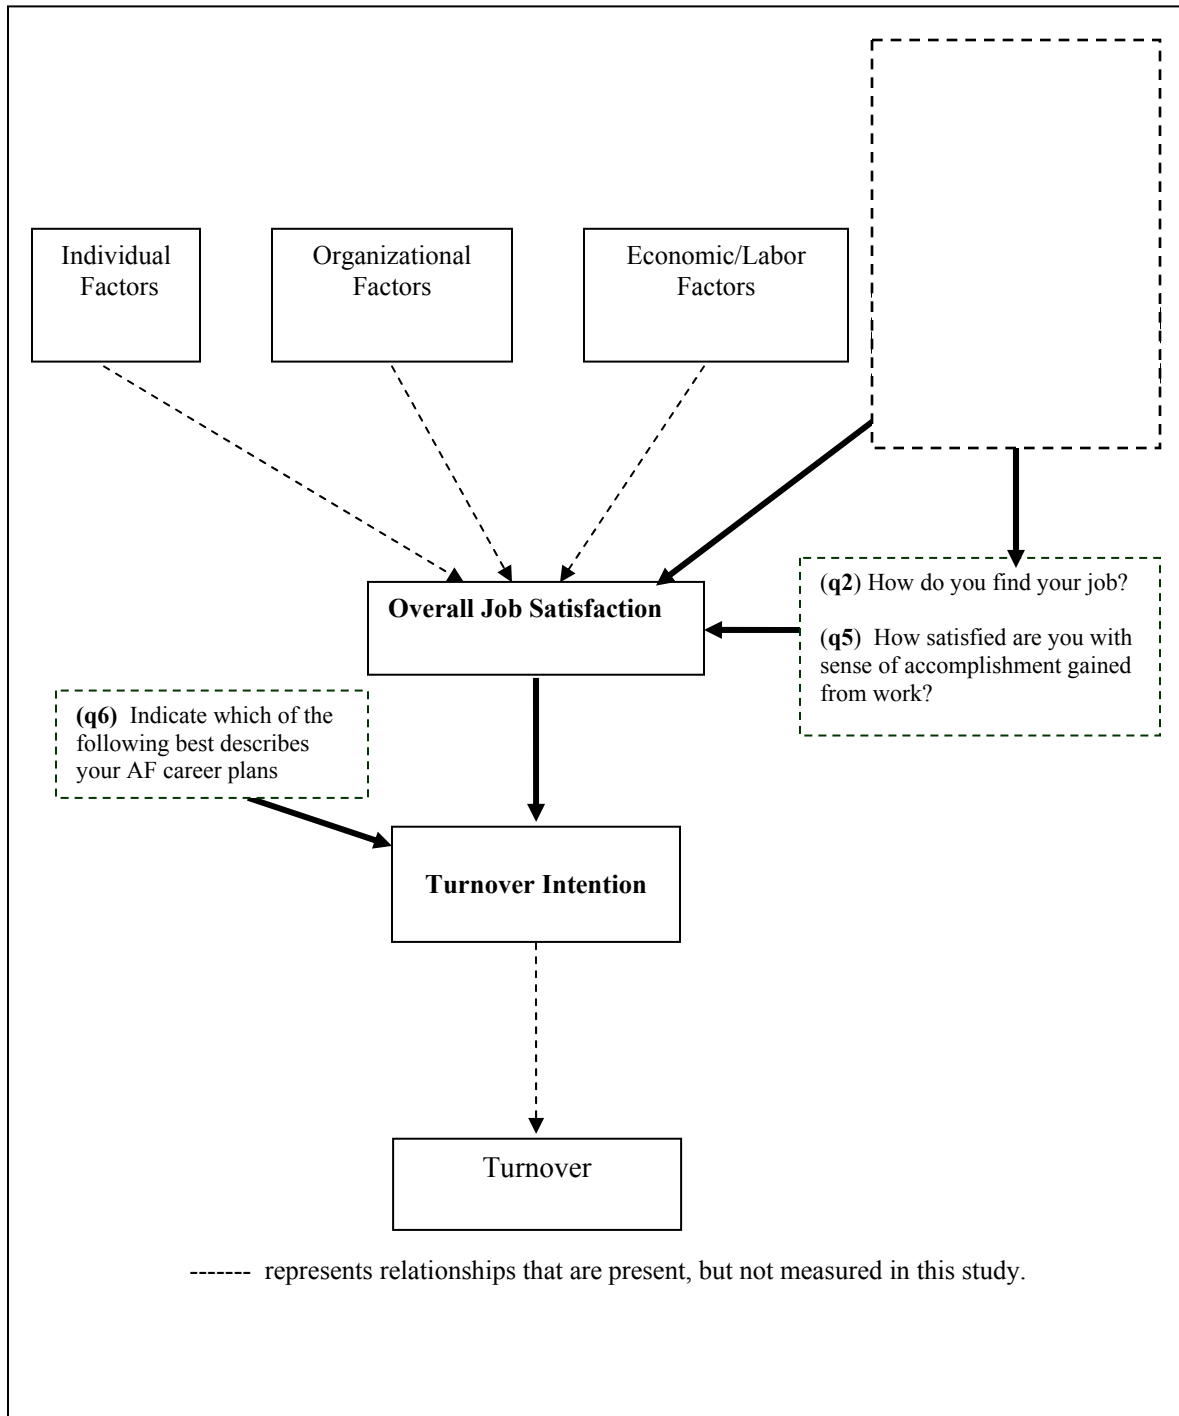 Individual
Factors
Organizational
Factors
Economic/Labor
Factors
Overall Job Satisfaction
(q2) How do you find your job?
(q5)  How satisfied are you with
sense of accomplishment gained
from work?
(q6)  Indicate which of the
following best describes
your AF career plans
Turnover Intention
Turnover
------- represents relationships that are present, but not measured in this study.